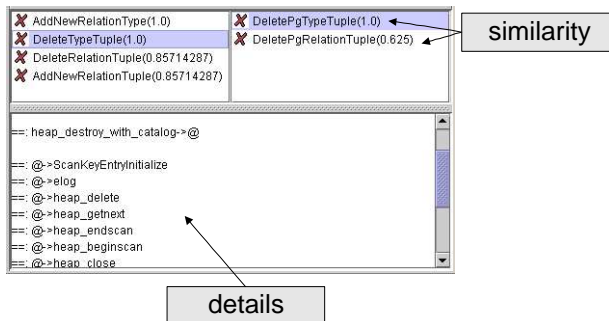 AddNewRelationType(1.0)
DeleteTypeTuple(1.0)
DeleteRelationTuple(0.85714287)
AddNewRelationTuple(0.85714287)
DeletePgTypeTuple(1.0)
DeletePgRelationTuple(0.625)
similarity
==: heap_destroy_with_catalog->@
==: @->ScanKeyEntryInitialize
==: @->elog
==: @->heap_delete
==: @->heap_getnext
==: @->heap_endscan
==: @->heap_beginscan
==: @->heap_close
details